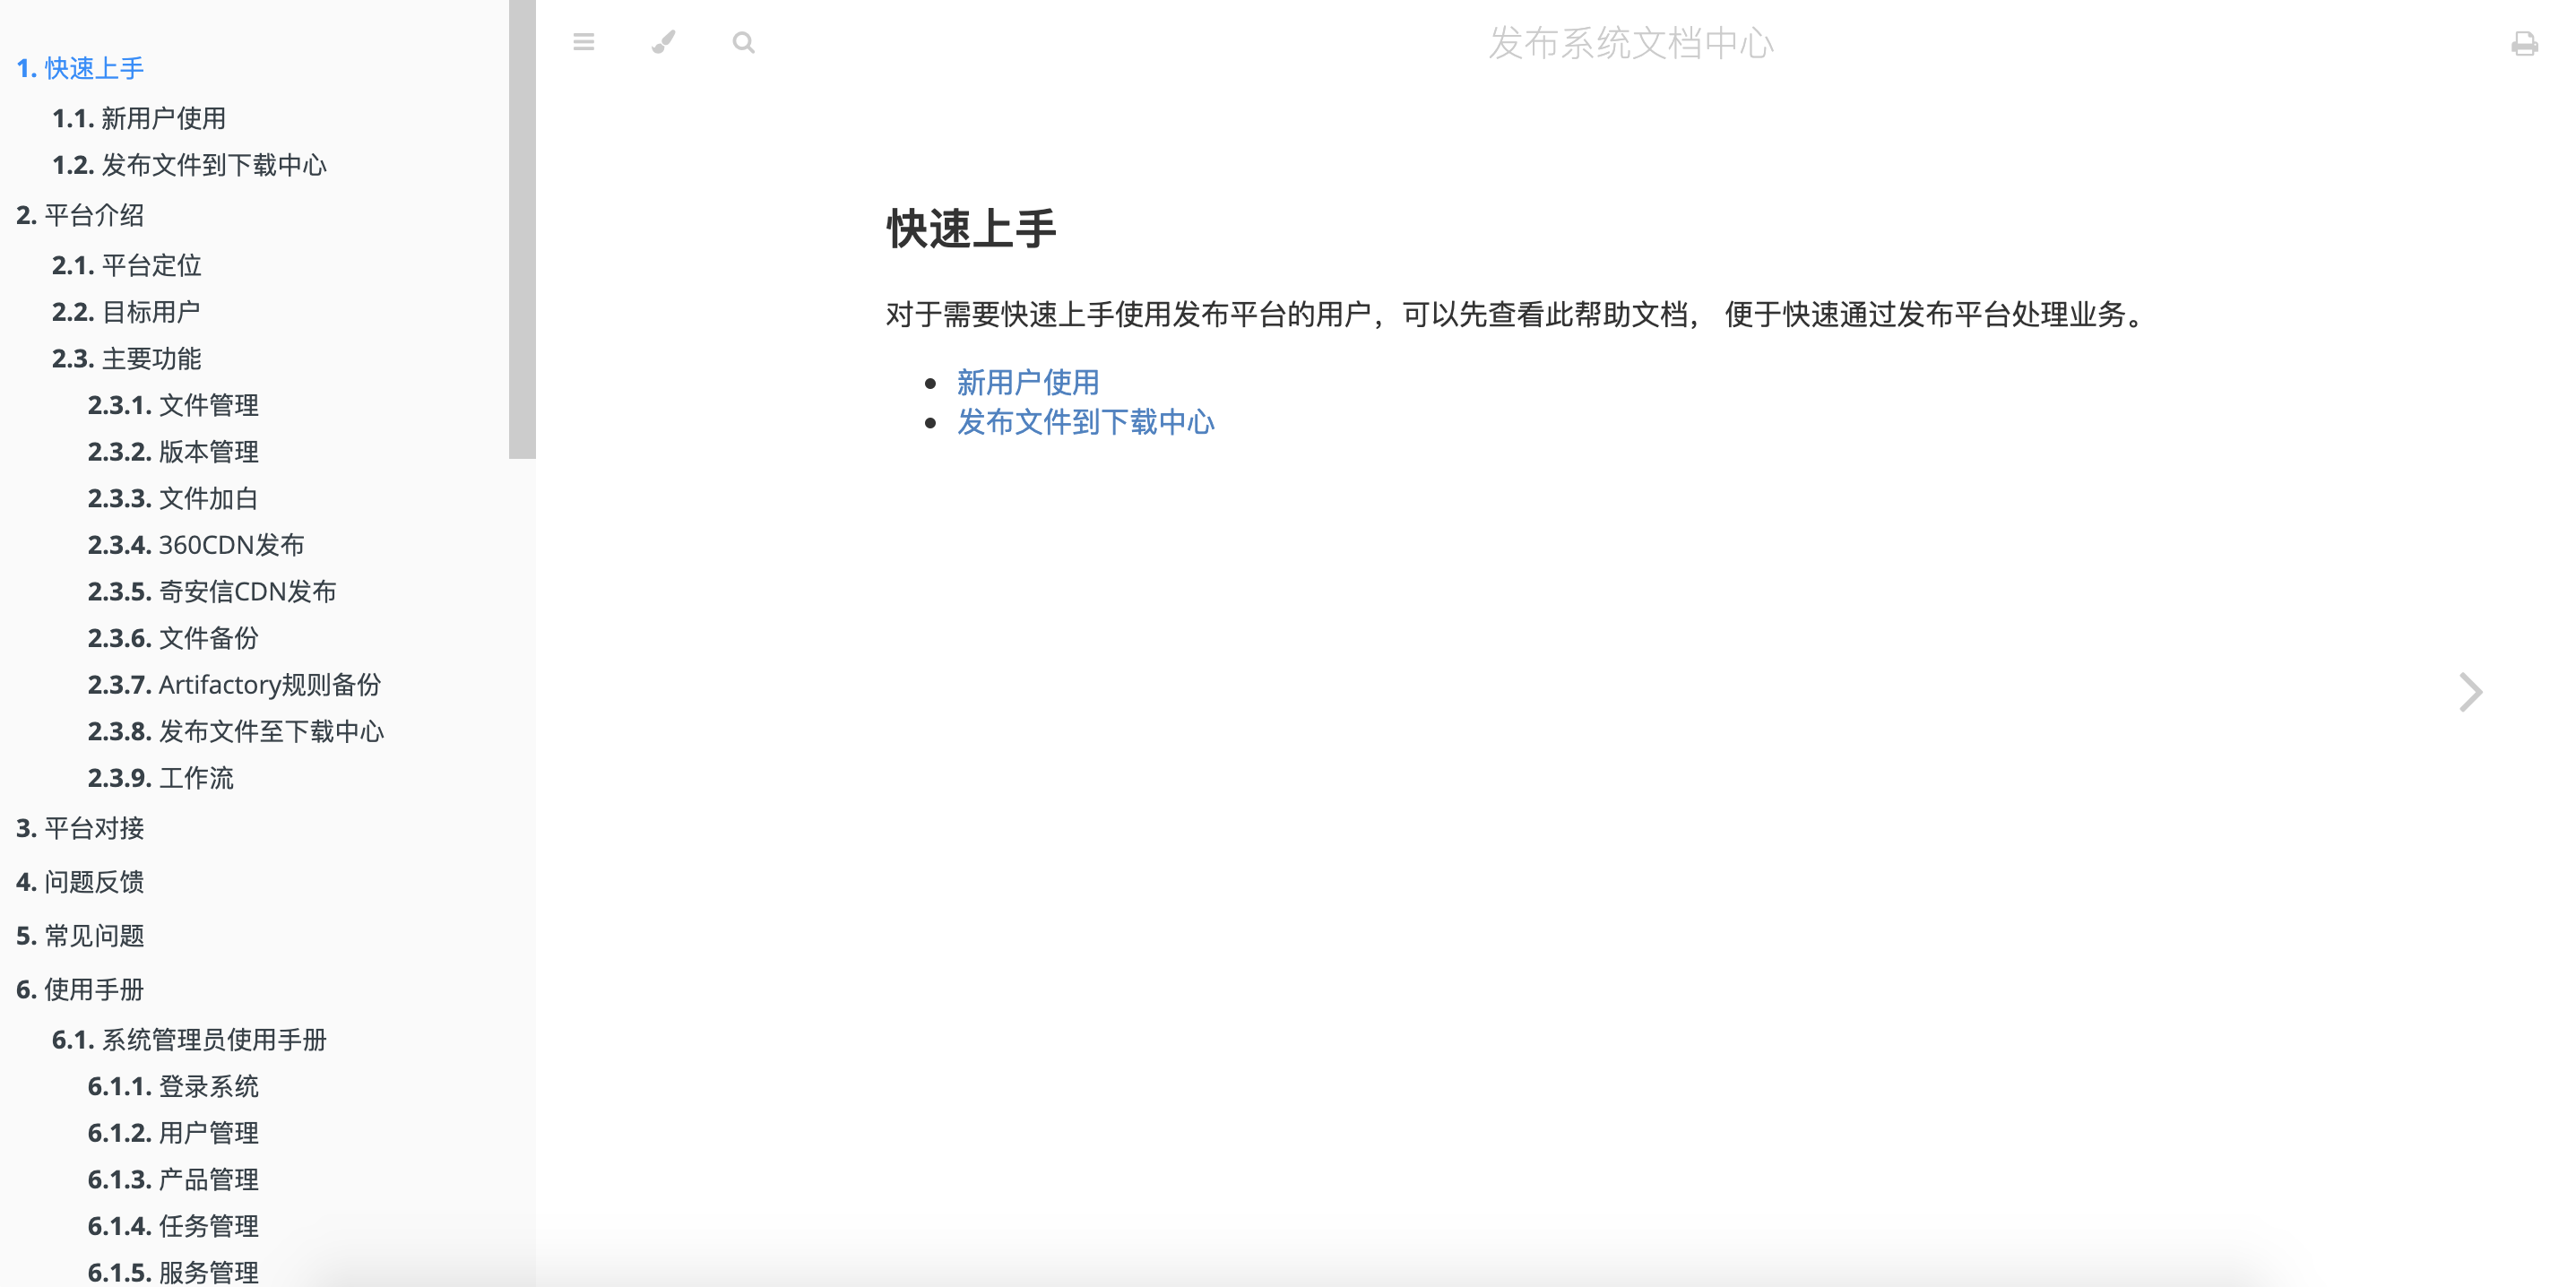 1. 快速上手
1.1. 新用户使用
1.2. 发布文件到下载中心
2. 平台介绍
2.1. 平台定位
2.2. 目标用户
2.3. 主要功能
2.3.1. 文件管理
2.3.2. 版本管理
2.3.3. 文件加白
2.3.4. 360CDN发布
2.3.5. 奇安信CDN发布
2.3.6. 文件备份
2.3.7. Artifactory规则备份
2.3.8. 发布文件至下载中心
2.3.9. 工作流
3. 平台对接
4. 问题反馈
5. 常见问题
6. 使用手册
6.1. 系统管理员使用手册
6.1.1. 登录系统
6.1.2. 用户管理
6.1.3. 产品管理
6.1.4. 任务管理
6.1.5. 服务管理
发布系统文档中心
快速上手
对于需要快速上手使用发布平台的用户，可以先查看此帮助文档， 便于快速通过发布平台处理业务。
新用户使用
发布文件到下载中心